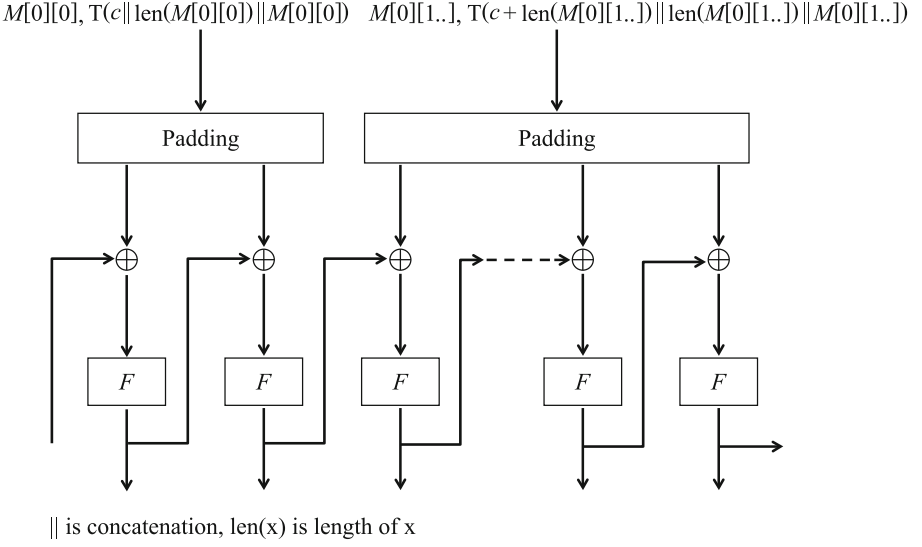 M[0][0], T(c||len(M[0][0])||M[0][0]) M[0][1..], T(c+len(M[0][1..])||len(M[0][1..])||M[0][1..])
Padding Padding
F F F F F
|| is concatenation, len(x) is length of x